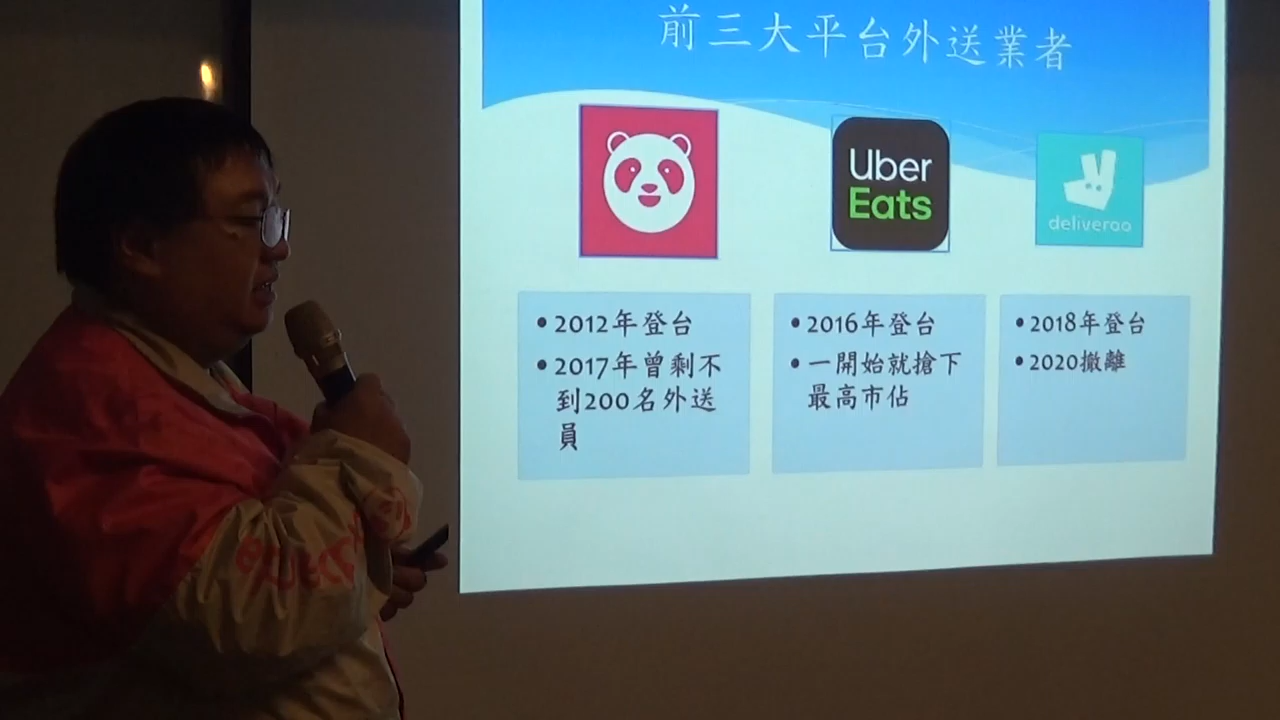 前三大平台外送業者
Uber
Eats
deliveroo
•2012年登台
•2017年曾剩不
到200名外送
員
•2016年登台
•一開始就搶下
最高市佔
•2018年登台
•2020撤離